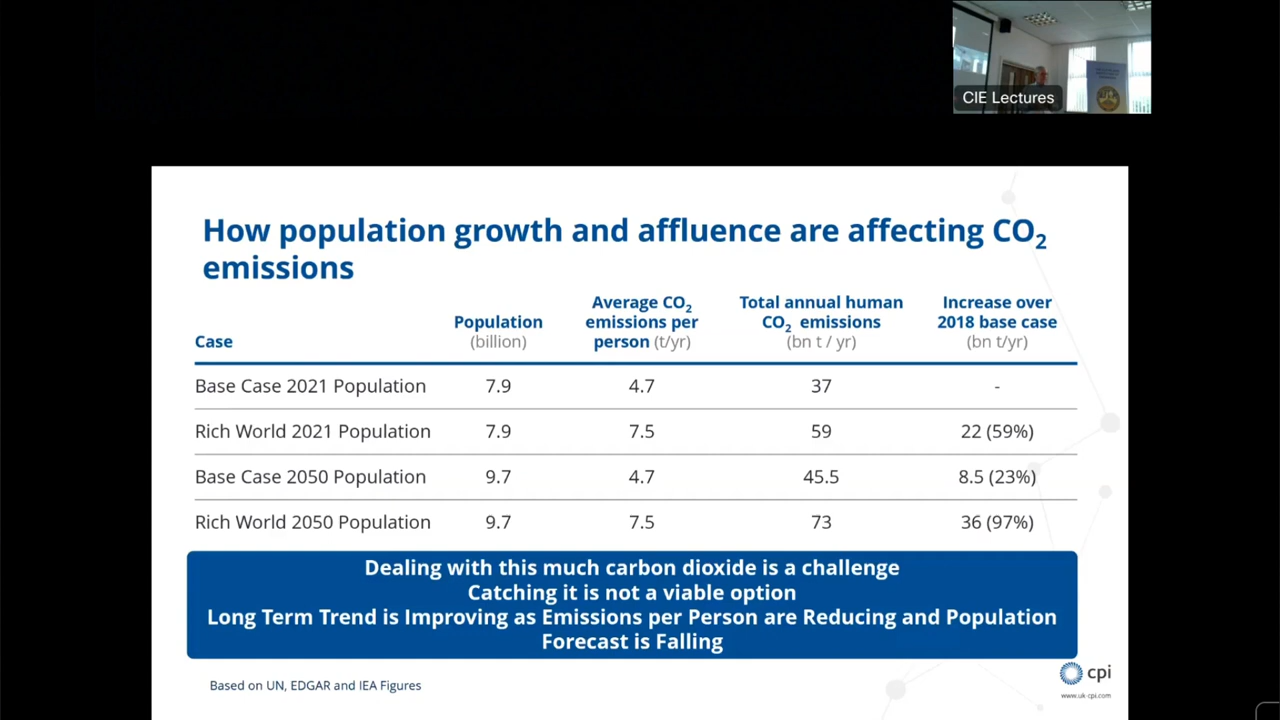 CIE Lectures
How population growth and affluence are affecting CO₂
emissions
Case
Population
(billion)
Average CO₂
emissions per
person (t/yr)
Total annual human
CO₂ emissions
(bn t / yr)
Increase over
2018 base case
(bn t/yr)
Base Case 2021 Population 7.9 4.7 37 -
Rich World 2021 Population 7.9 7.5 59 22 (59%)
Base Case 2050 Population 9.7 4.7 45.5 8.5 (23%)
Rich World 2050 Population 9.7 7.5 73 36 (97%)
Dealing with this much carbon dioxide is a challenge
Catching it is not a viable option
Long Term Trend is Improving as Emissions per Person are Reducing and Population
Forecast is Falling
Based on UN, EDGAR and IEA Figures
cpi
www.uk-cpi.com